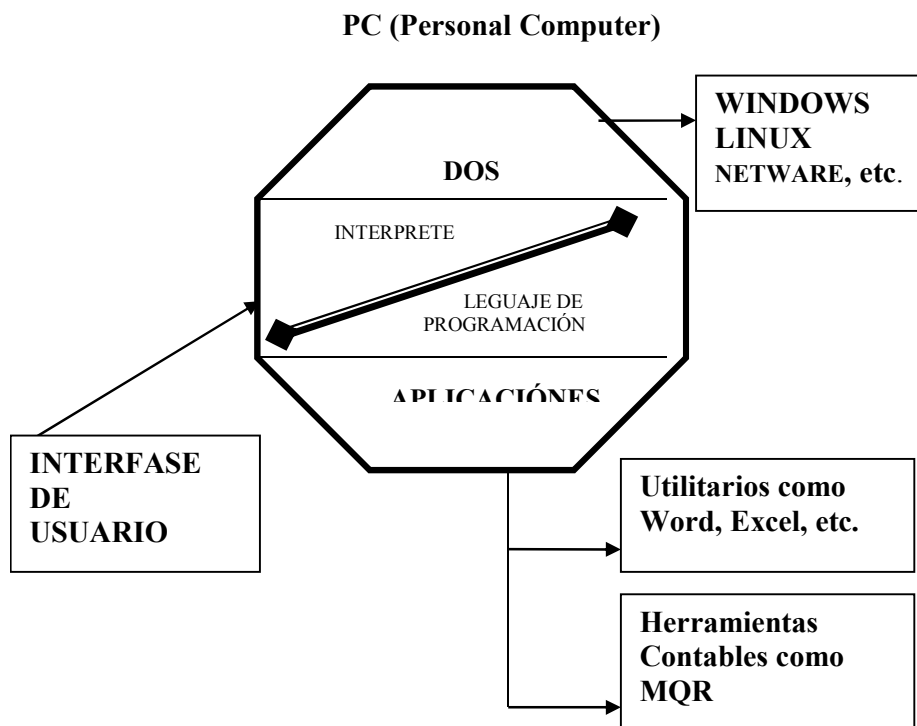 PC (Personal Computer)
WINDOWS
LINUX
NETWARE, etc.
DOS
INTERPRETE
LEGUAJE DE
PROGRAMACIÓN
APLICACIÓNES
INTERFASE
DE
USUARIO
Utilitarios como
Word, Excel, etc.
Herramientas
Contables como
MQR